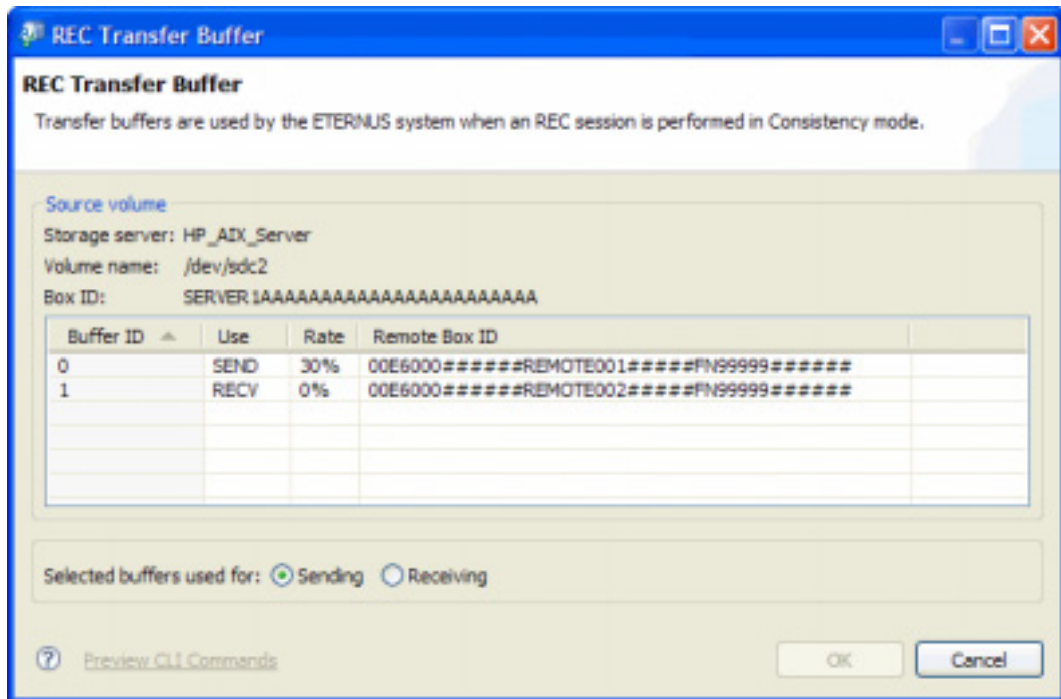 REC Transfer Buffer
REC Transfer Buffer
Transfer buffers are used by the ETERNUS system when an REC session is performed in Consistency mode.
Source volume
Storage server: HP_AIX_Server
Volume name: /dev/sdc2
Box ID: SERVER1AAAAAAAAAAAAAAAAAAAAAAAA
Buffer ID Use Rate Remote Box ID
0 SEND 30% 00E6000######REMOTE001#####FN99999######
1 RECV 0% 00E6000######REMOTE002#####FN99999######
Selected buffers used for: Sending Receiving
Preview CLI Commands OK Cancel